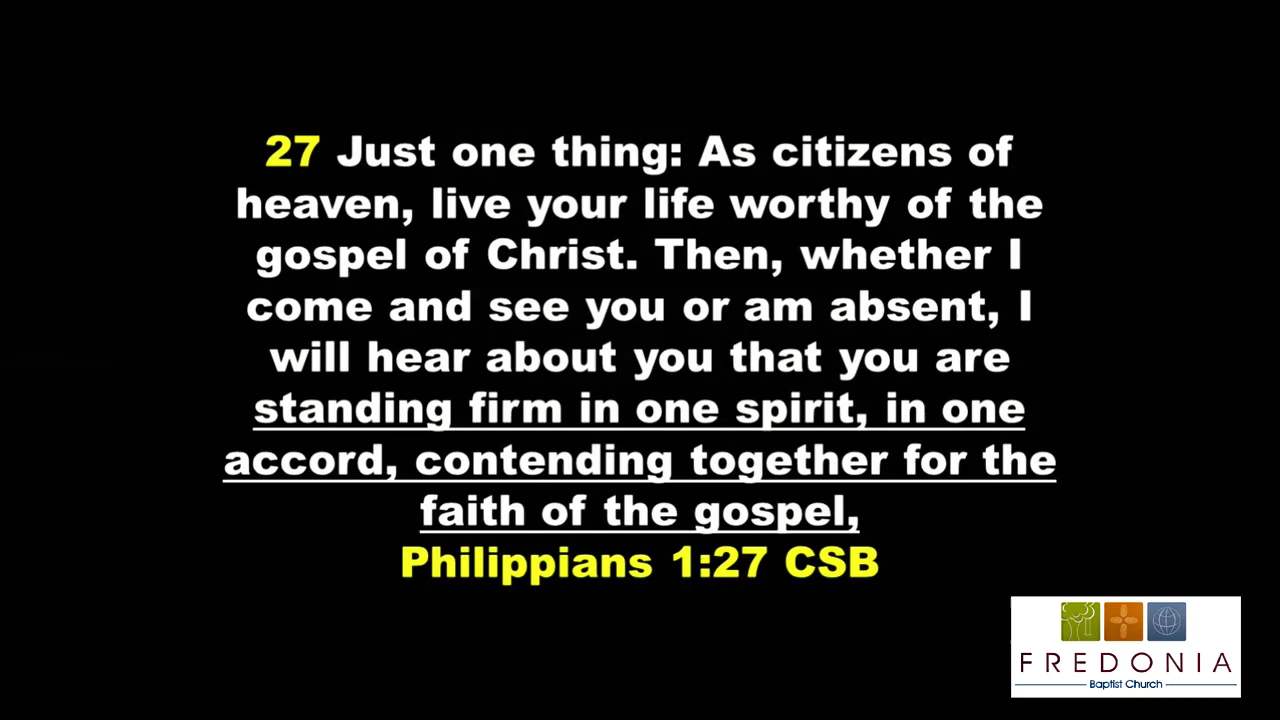 27 Just one thing: As citizens of
heaven, live your life worthy of the
gospel of Christ. Then, whether I
come and see you or am absent, I
will hear about you that you are
standing firm in one spirit, in one
accord, contending together for the
faith of the gospel,
Philippians 1:27 CSB
FREDONIA
Baptist Church